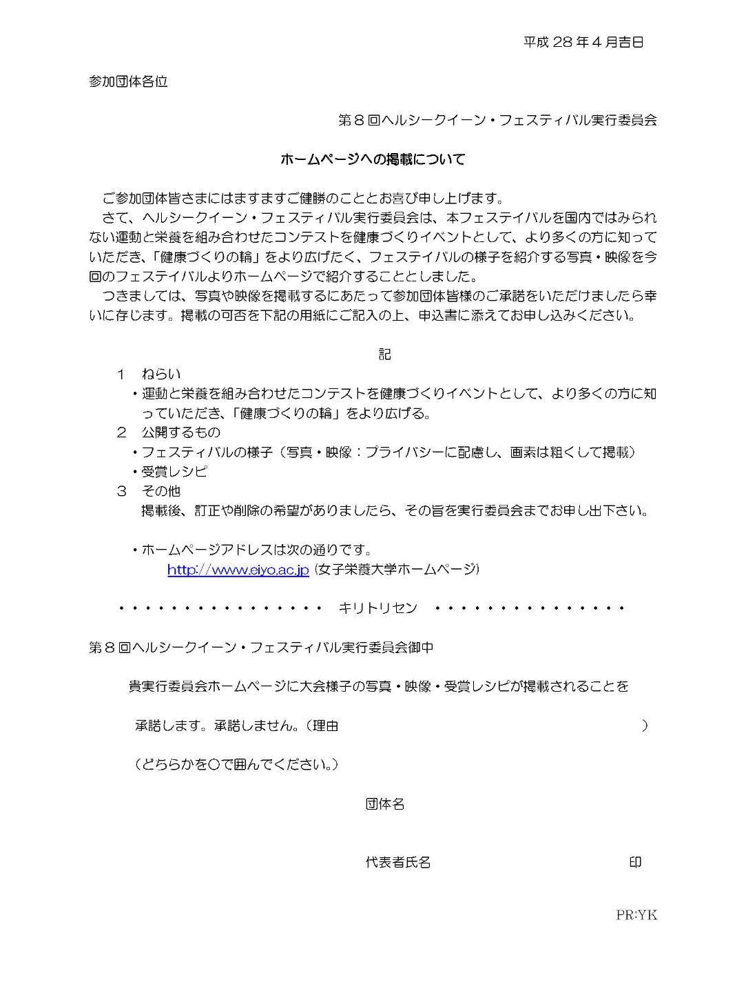 平成 28 年 4 月吉日
参加団体各位
第 8 回ヘルシークイーン・フェスティバル実行委員会
ホームページへの掲載について
ご参加団体皆さまにはますますご健勝のこととお喜び申し上げます。
さて、ヘルシークイーン・フェスティバル実行委員会は、本フェステイバルを国内ではみられ
ない運動と栄養を組み合わせたコンテストを健康づくりイベントとして、より多くの方に知って
いただき、「健康づくりの輪」をより広げたく、フェステイバルの様子を紹介する写真・映像を今
回のフェステイバルよりホームページで紹介することとしました。
つきましては、写真や映像を掲載するにあたって参加団体皆様のご承諾をいただけましたら幸
いに存じます。掲載の可否を下記の用紙にご記入の上、申込書に添えてお申し込みください。
記
1 ねらい
・運動と栄養を組み合わせたコンテストを健康づくりイベントとして、より多くの方に知
っていただき、「健康づくりの輪」をより広げる。
2 公開するもの
・フェスティバルの様子（写真・映像：プライバシーに配慮し、画素は粗くして掲載）
・受賞レシピ
3 その他
掲載後、訂正や削除の希望がありましたら、その旨を実行委員会までお申し出下さい。
・ホームページアドレスは次の通りです。
http://www.eiyo.ac.jp (女子栄養大学ホームページ)
・・・・・・・・・・・・・・・・ キリトリセン ・・・・・・・・・・・・・・・
第 8 回ヘルシークイーン・フェスティバル実行委員会御中
貴実行委員会ホームページに大会様子の写真・映像・受賞レシピが掲載されることを
承諾します。承諾しません。（理由 ）
（どちらかを〇で囲んでください。）
団体名
代表者氏名 印
PR:YK